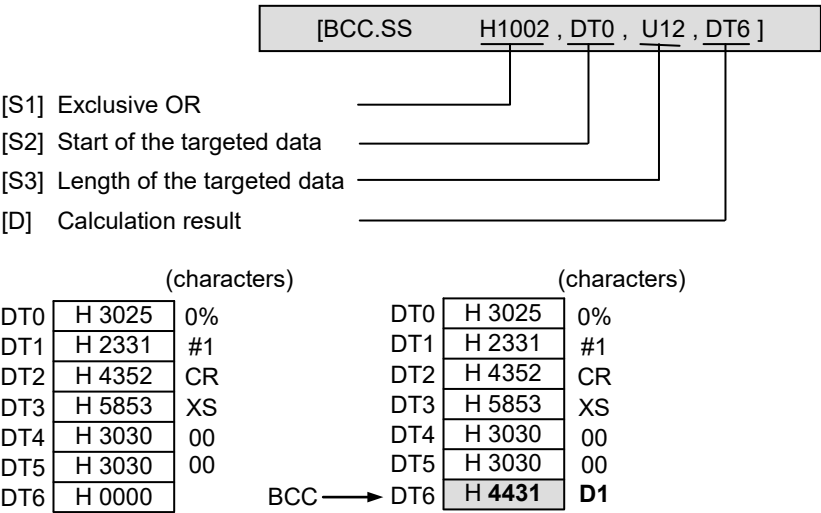 [BCC.SS H1002 , DT0 , U12 , DT6 ]
[S1] Exclusive OR
[S2] Start of the targeted data
[S3] Length of the targeted data
[D] Calculation result
(characters) (characters)
DT0 H 3025 0% DT0 H 3025 0%
DT1 H 2331 #1 DT1 H 2331 #1
DT2 H 4352 CR DT2 H 4352 CR
DT3 H 5853 XS DT3 H 5853 XS
DT4 H 3030 00 DT4 H 3030 00
DT5 H 3030 00 DT5 H 3030 00
DT6 H 0000 BCC DT6 H 4431 D1